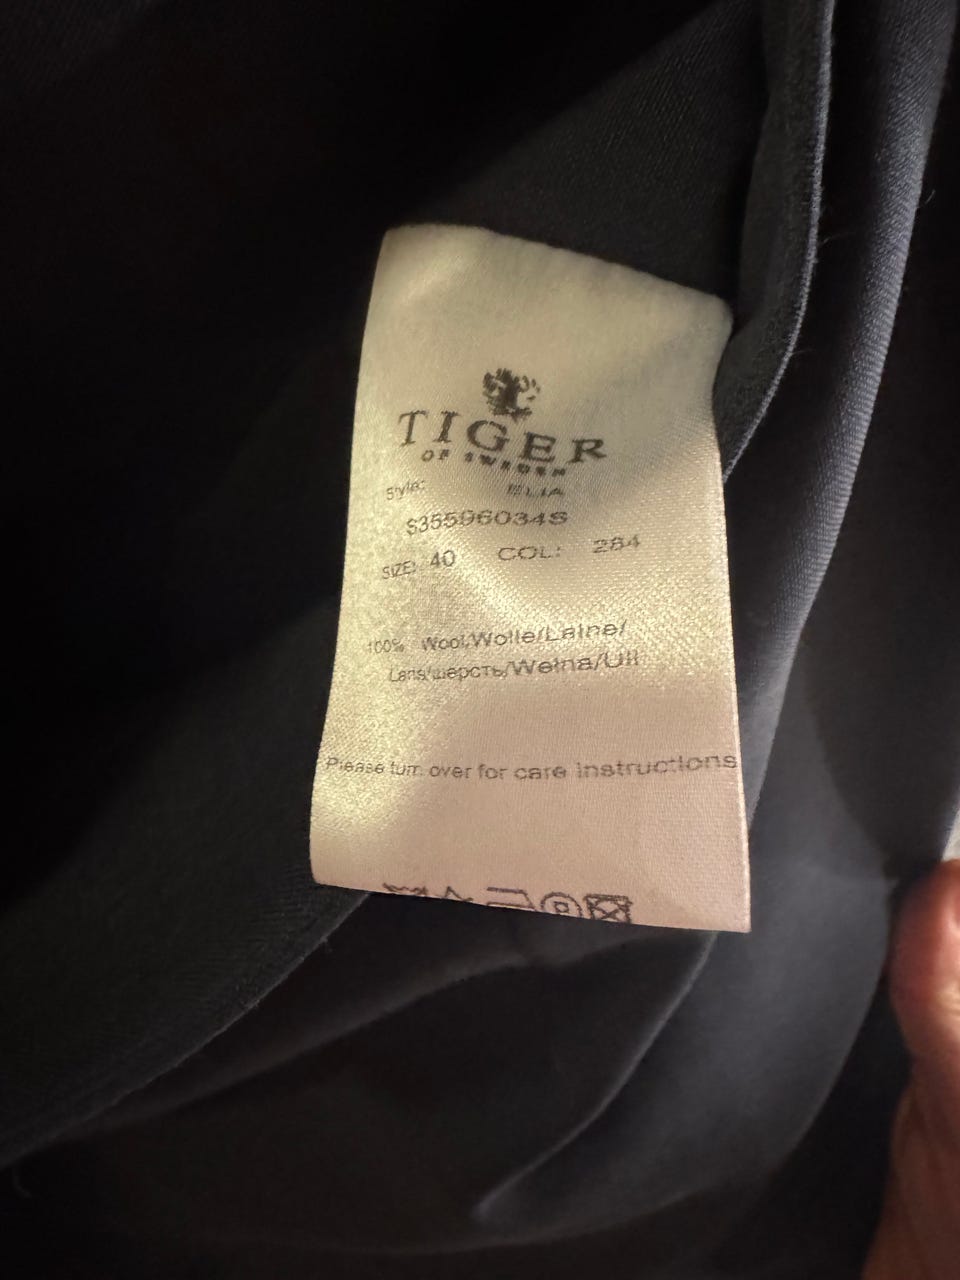 TIGER
OF SWEDEN
Style: ELIA
S35596034S
SIZE: 40 COL: 284
100% Wool/Wolle/Laine/
Lana/шерсть/Wełna/Ull
Please turn over for care instructions
P